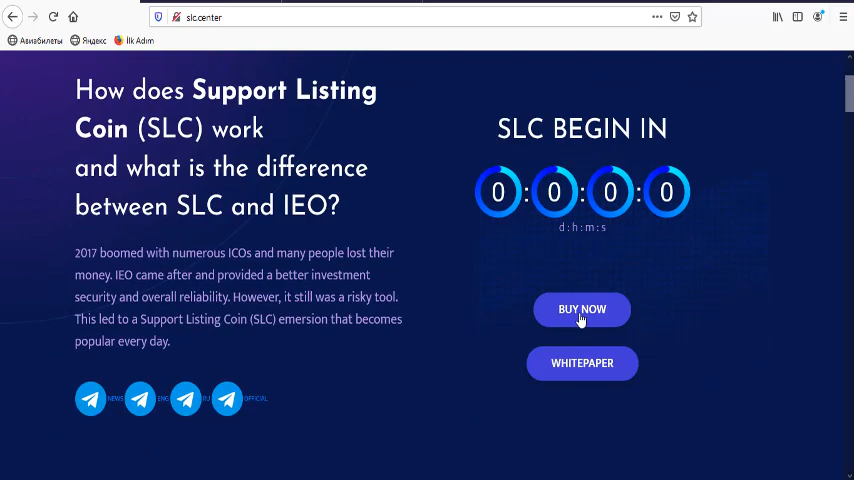 slc.center
Авиабилеты Яндекс İlk Adım
How does Support Listing
Coin (SLC) work
and what is the difference
between SLC and IEO?
2017 boomed with numerous ICOs and many people lost their
money. IEO came after and provided a better investment
security and overall reliability. However, it still was a risky tool.
This led to a Support Listing Coin (SLC) emersion that becomes
popular every day.
NEWS ENG RU OFFICIAL
SLC BEGIN IN
0 : 0 : 0 : 0
d : h : m : s
BUY NOW
WHITEPAPER